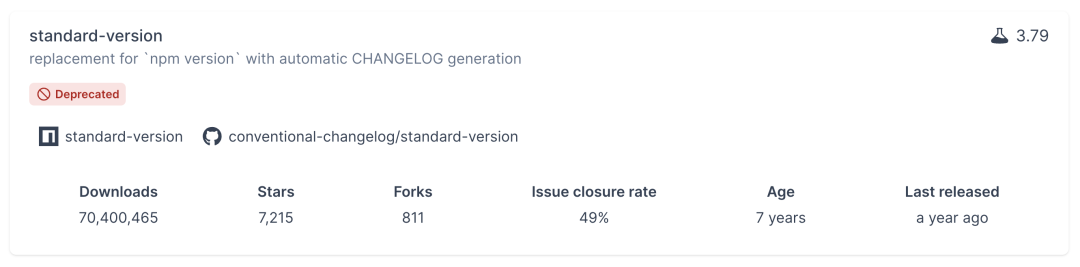 standard-version
3.79
replacement for `npm version` with automatic CHANGELOG generation
Deprecated
standard-version conventional-changelog/standard-version
Downloads Stars Forks Issue closure rate Age Last released
70,400,465 7,215 811 49% 7 years a year ago